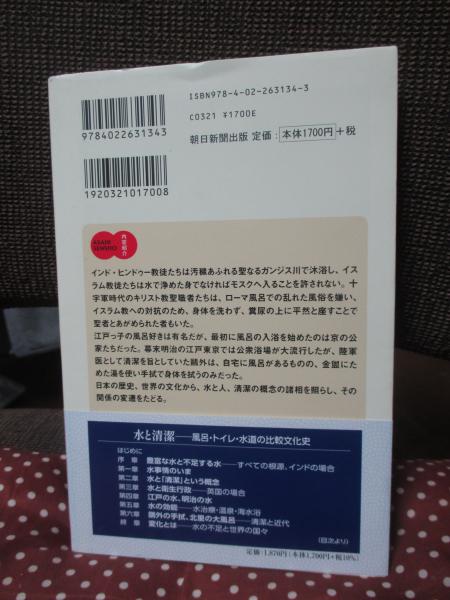 ISBN978-4-02-263134-3
C0321 ¥1700E
朝日新聞出版 定価:本体1700円+税
9784022631343
1920321017008
ASAHI SENSHO
内容紹介
インド・ヒンドゥー教徒たちは汚穢あふれる聖なるガンジス川で沐浴し、イス
ラム教徒たちは水で浄めた身でなければモスクへ入ることを許されない。十
字軍時代のキリスト教聖職者たちは、ローマ風呂での乱れた風俗を嫌い、
イスラム教への対抗のため、身体を洗わず、糞尿の上に平然と座すことで
聖者とあがめられた者もいた。
江戸っ子の風呂好きは有名だが、最初に風呂の入浴を始めたのは京の公
家たちだった。幕末明治の江戸東京では公衆浴場が大流行したが、陸軍
医として清潔を旨としていた鷗外は、自宅に風呂があるものの、金盥にた
めた湯を使い手拭で身体を拭うのみだった。
日本の歴史、世界の文化から、水と人、清潔の概念の諸相を照らし、その
関係の変遷をたどる。
水と清潔──風呂・トイレ・水道の比較文化史
はじめに
序 章 豊富な水と不足する水──すべての根源、インドの場合
第一章 水事情のいま
第二章 水と「清潔」という概念
第三章 水と衛生行政──英国の場合
第四章 江戸の水、明治の水
第五章 水の効能──水治療・温泉・海水浴
第六章 鷗外の手拭、北里の大風呂──清潔と近代
終 章 変化とは──水の不足と世界の国々
(目次より)
定価:1,870円(本体1,700円+税10%)